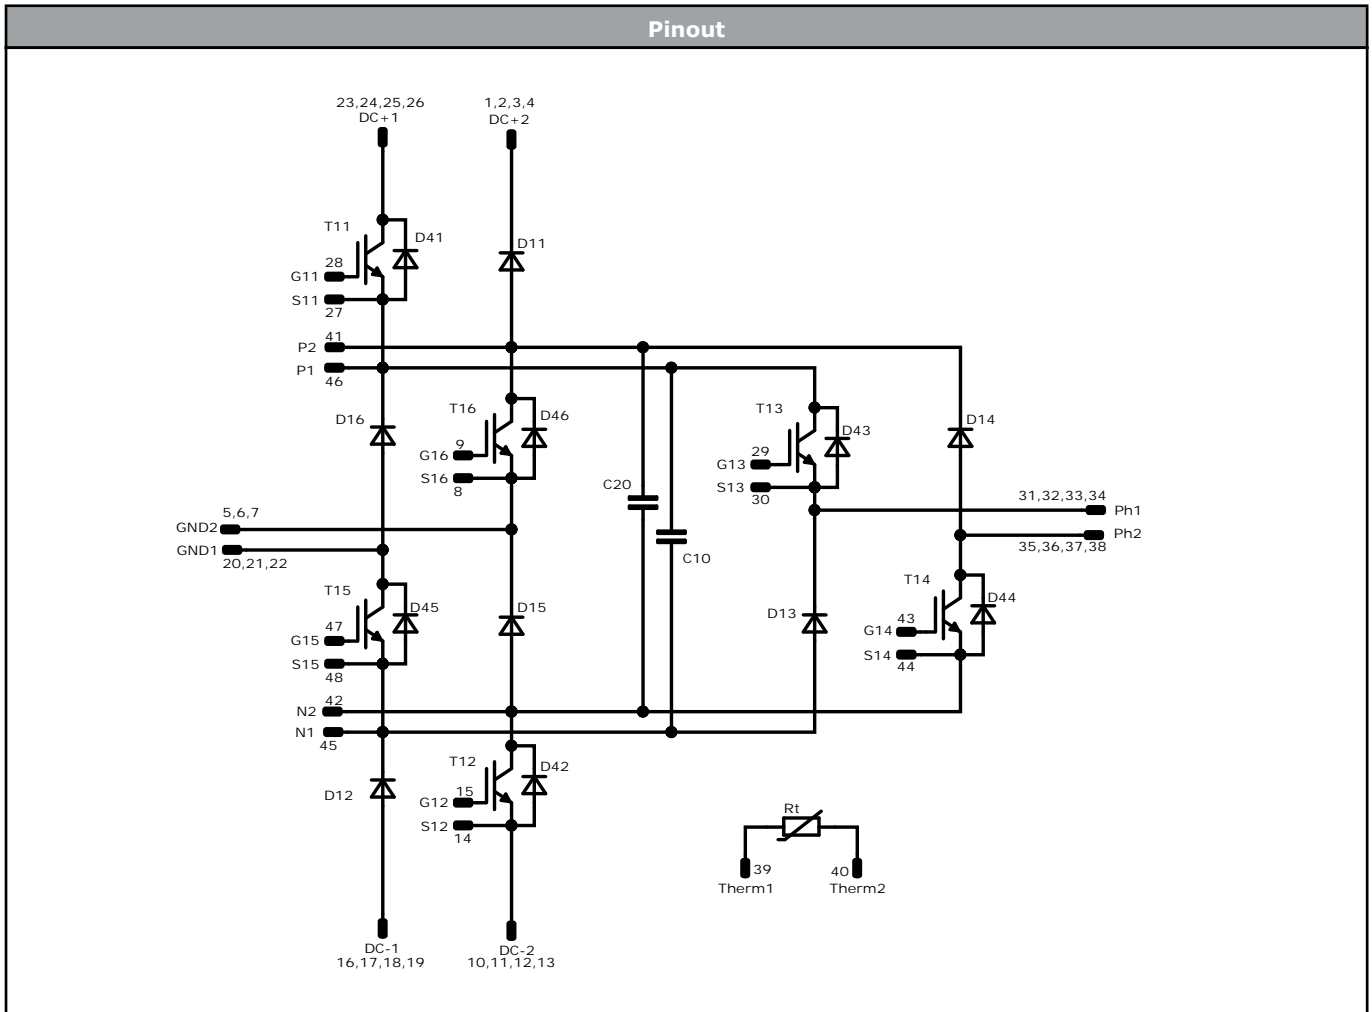 Pinout
23,24,25,26
DC+1
1,2,3,4
DC+2
T11
D41
D11
28
G11
S11
27
41
P2
P1
46
D16
T16
D46
9
G16
S16
8
T13
D43
29
G13
S13
30
D14
C20
C10
31,32,33,34
Ph1
Ph2
35,36,37,38
5,6,7
GND2
GND1
20,21,22
T15
D45
47
G15
S15
48
D15
D13
T14
D44
43
G14
S14
44
42
N2
N1
45
D12
T12
D42
15
G12
S12
14
Rt
39
Therm1
40
Therm2
DC-1
16,17,18,19
DC-2
10,11,12,13